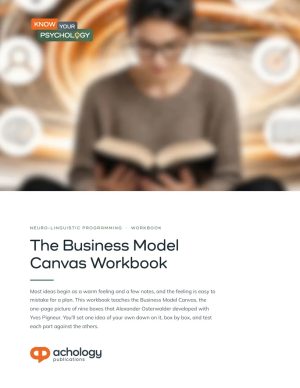 KNOW YOUR
PSYCHOLOGY
NEURO-LINGUISTIC PROGRAMMING · WORKBOOK
The Business Model
Canvas Workbook
Most ideas begin as a warm feeling and a few notes, and the feeling is easy to
mistake for a plan. This workbook teaches the Business Model Canvas, the
one-page picture of nine boxes that Alexander Osterwalder developed with
Yves Pigneur. You'll set one idea of your own down on it, box by box, and test
each part against the others.
achology
publications